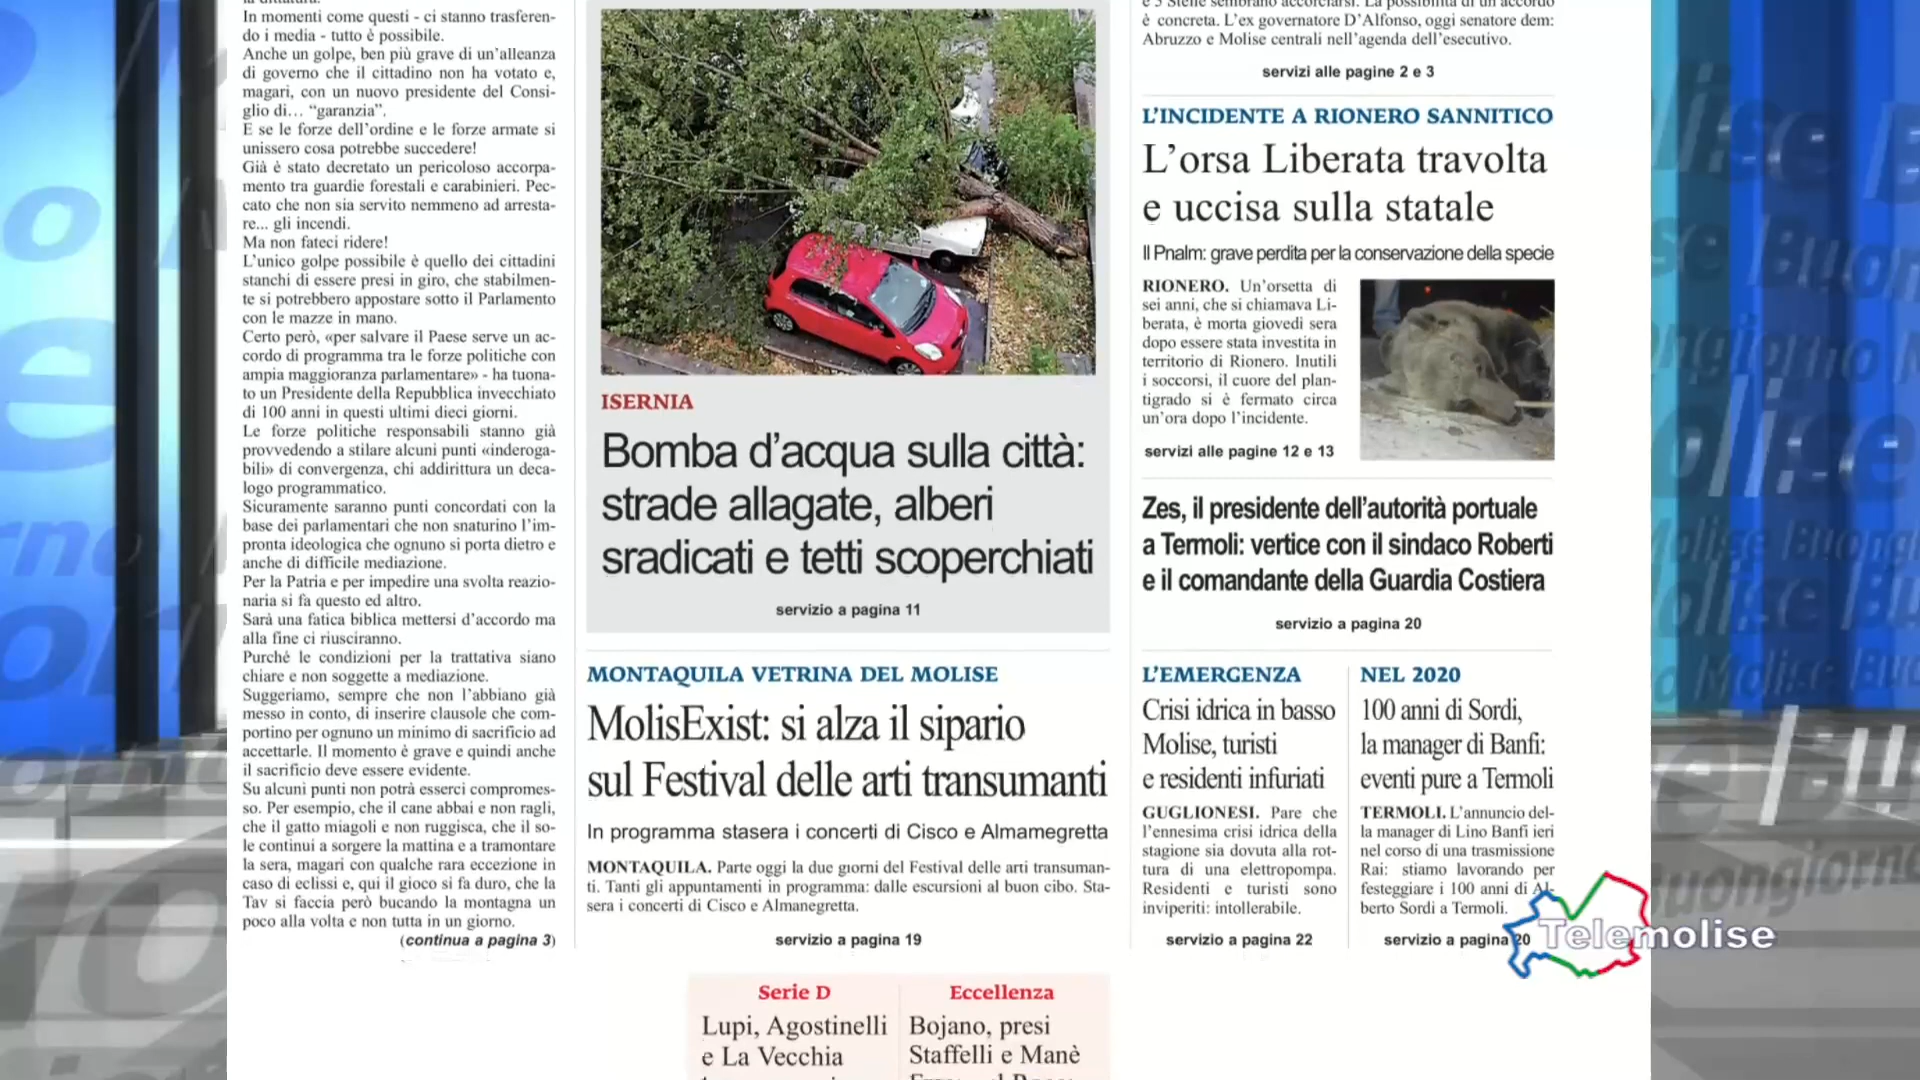 In momenti come questi - ci stanno trasferen-
do i media - tutto è possibile.
Anche un golpe, ben più grave di un'alleanza
di governo che il cittadino non ha votato e,
magari, con un nuovo presidente del Consi-
glio di… “garanzia”.
E se le forze dell'ordine e le forze armate si
unissero cosa potrebbe succedere!
Già è stato decretato un pericoloso accorpa-
mento tra guardie forestali e carabinieri. Pec-
cato che non sia servito nemmeno ad arresta-
re... gli incendi.
Ma non fateci ridere!
L'unico golpe possibile è quello dei cittadini
stanchi di essere presi in giro, che stabilmen-
te si potrebbero appostare sotto il Parlamento
con le mazze in mano.
Certo però, «per salvare il Paese serve un ac-
cordo di programma tra le forze politiche con
ampia maggioranza parlamentare» - ha tuona-
to un Presidente della Repubblica invecchiato
di 100 anni in questi ultimi dieci giorni.
Le forze politiche responsabili stanno già
provvedendo a stilare alcuni punti «inderoga-
bili» di convergenza, chi addirittura un deca-
logo programmatico.
Sicuramente saranno punti concordati con la
base dei parlamentari che non snaturino l'im-
pronta ideologica che ognuno si porta dietro e
anche di difficile mediazione.
Per la Patria e per impedire una svolta reazio-
naria si fa questo ed altro.
Sarà una fatica biblica mettersi d'accordo ma
alla fine ci riusciranno.
Purché le condizioni per la trattativa siano
chiare e non soggette a mediazione.
Suggeriamo, sempre che non l'abbiano già
messo in conto, di inserire clausole che com-
portino per ognuno un minimo di sacrificio ad
accettarle. Il momento è grave e quindi anche
il sacrificio deve essere evidente.
Su alcuni punti non potrà esserci compromes-
so. Per esempio, che il cane abbai e non ragli,
che il gatto miagoli e non ruggisca, che il so-
le continui a sorgere la mattina e a tramontare
la sera, magari con qualche rara eccezione in
caso di eclissi e, qui il gioco si fa duro, che la
Tav si faccia però bucando la montagna un
poco alla volta e non tutta in un giorno.
(continua a pagina 3)
ISERNIA
Bomba d'acqua sulla città:
strade allagate, alberi
sradicati e tetti scoperchiati
servizio a pagina 11
MONTAQUILA VETRINA DEL MOLISE
MolisExist: si alza il sipario
sul Festival delle arti transumanti
In programma stasera i concerti di Cisco e Almamegretta
MONTAQUILA. Parte oggi la due giorni del Festival delle arti transuman-
ti. Tanti gli appuntamenti in programma: dalle escursioni al buon cibo. Sta-
sera i concerti di Cisco e Almanegretta.
servizio a pagina 19
Serie D
Lupi, Agostinelli
e La Vecchia
Eccellenza
Bojano, presi
Staffelli e Manè
e 5 Stelle sembrano accorciarsi. La possibilità di un accordo
è concreta. L'ex governatore D'Alfonso, oggi senatore dem:
Abruzzo e Molise centrali nell'agenda dell'esecutivo.
servizi alle pagine 2 e 3
L'INCIDENTE A RIONERO SANNITICO
L'orsa Liberata travolta
e uccisa sulla statale
Il Pnalm: grave perdita per la conservazione della specie
RIONERO. Un'orsetta di
sei anni, che si chiamava Li-
berata, è morta giovedì sera
dopo essere stata investita in
territorio di Rionero. Inutili
i soccorsi, il cuore del plan-
tigrado si è fermato circa
un'ora dopo l'incidente.
servizi alle pagine 12 e 13
Zes, il presidente dell'autorità portuale
a Termoli: vertice con il sindaco Roberti
e il comandante della Guardia Costiera
servizio a pagina 20
L'EMERGENZA
Crisi idrica in basso
Molise, turisti
e residenti infuriati
GUGLIONESI. Pare che
l'ennesima crisi idrica della
stagione sia dovuta alla rot-
tura di una elettropompa.
Residenti e turisti sono
inviperiti: intollerabile.
servizio a pagina 22
NEL 2020
100 anni di Sordi,
la manager di Banfi:
eventi pure a Termoli
TERMOLI. L'annuncio del-
la manager di Lino Banfi ieri
nel corso di una trasmissione
Rai: stiamo lavorando per
festeggiare i 100 anni di Al-
berto Sordi a Termoli.
servizio a pagina 20
Telemolise